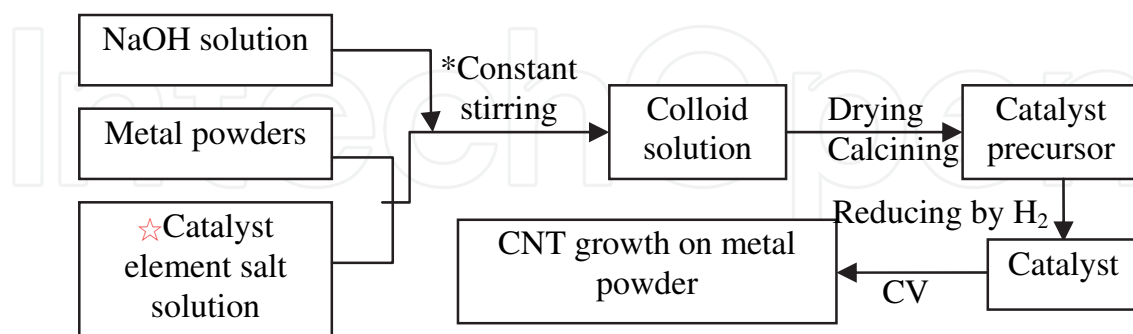 NaOH solution
Metal powders
☆Catalyst
element salt
solution
*Constant
stirring
Colloid
solution
Drying
Calcining
Catalyst
precursor
Reducing by H₂
Catalyst
CV
CNT growth on metal
powder
IntechOpen